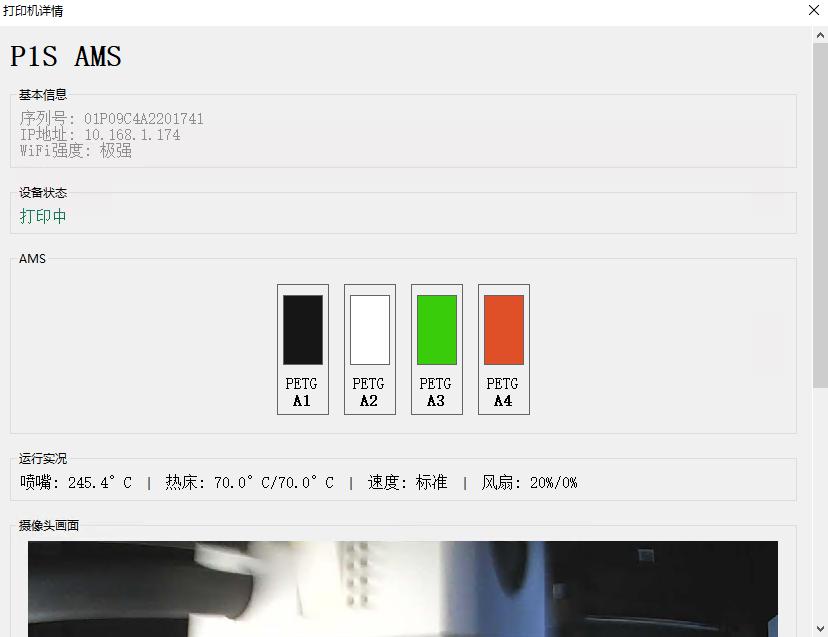 打印机详情
P1S AMS
基本信息
序列号: 01P09C4A2201741
IP地址: 10.168.1.174
WiFi强度: 极强
设备状态
打印中
AMS
PETG PETG PETG PETG
A1 A2 A3 A4
运行实况
喷嘴: 245.4°C | 热床: 70.0°C/70.0°C | 速度: 标准 | 风扇: 20%/0%
摄像头画面